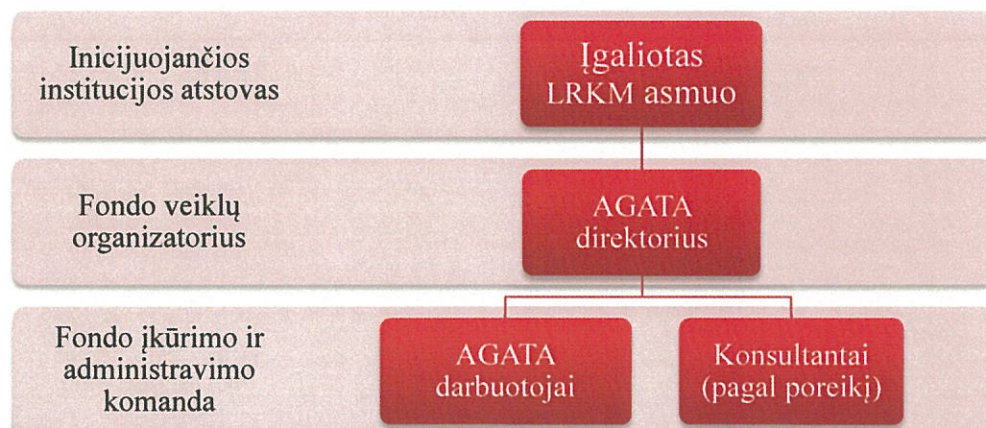 Inicijuojančios
institucijos atstovas
Įgaliotas
LRKM asmuo
Fondo veiklų
organizatorius
AGATA
direktorius
Fondo įkūrimo ir
administravimo
komanda
AGATA
darbuotojai
Konsultantai
(pagal poreikį)